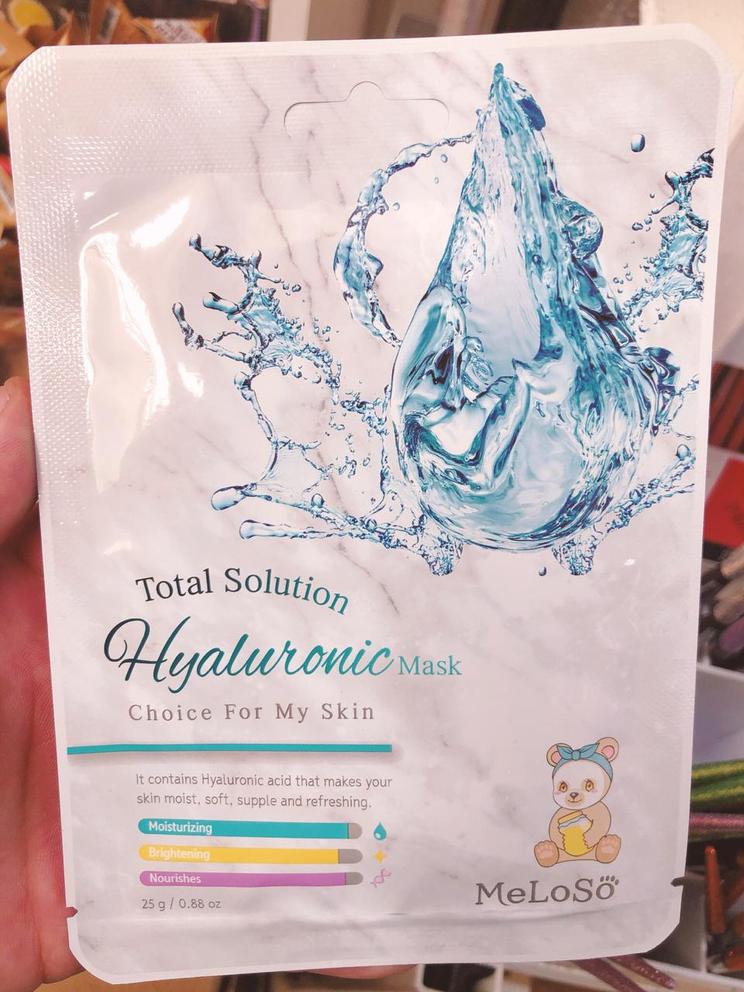 Total Solution
Hyaluronic Mask
Choice For My Skin
It contains Hyaluronic acid that makes your
skin moist, soft, supple and refreshing.
Moisturizing
Brightening
Nourishes
25 g / 0.88 oz
MeLoSo